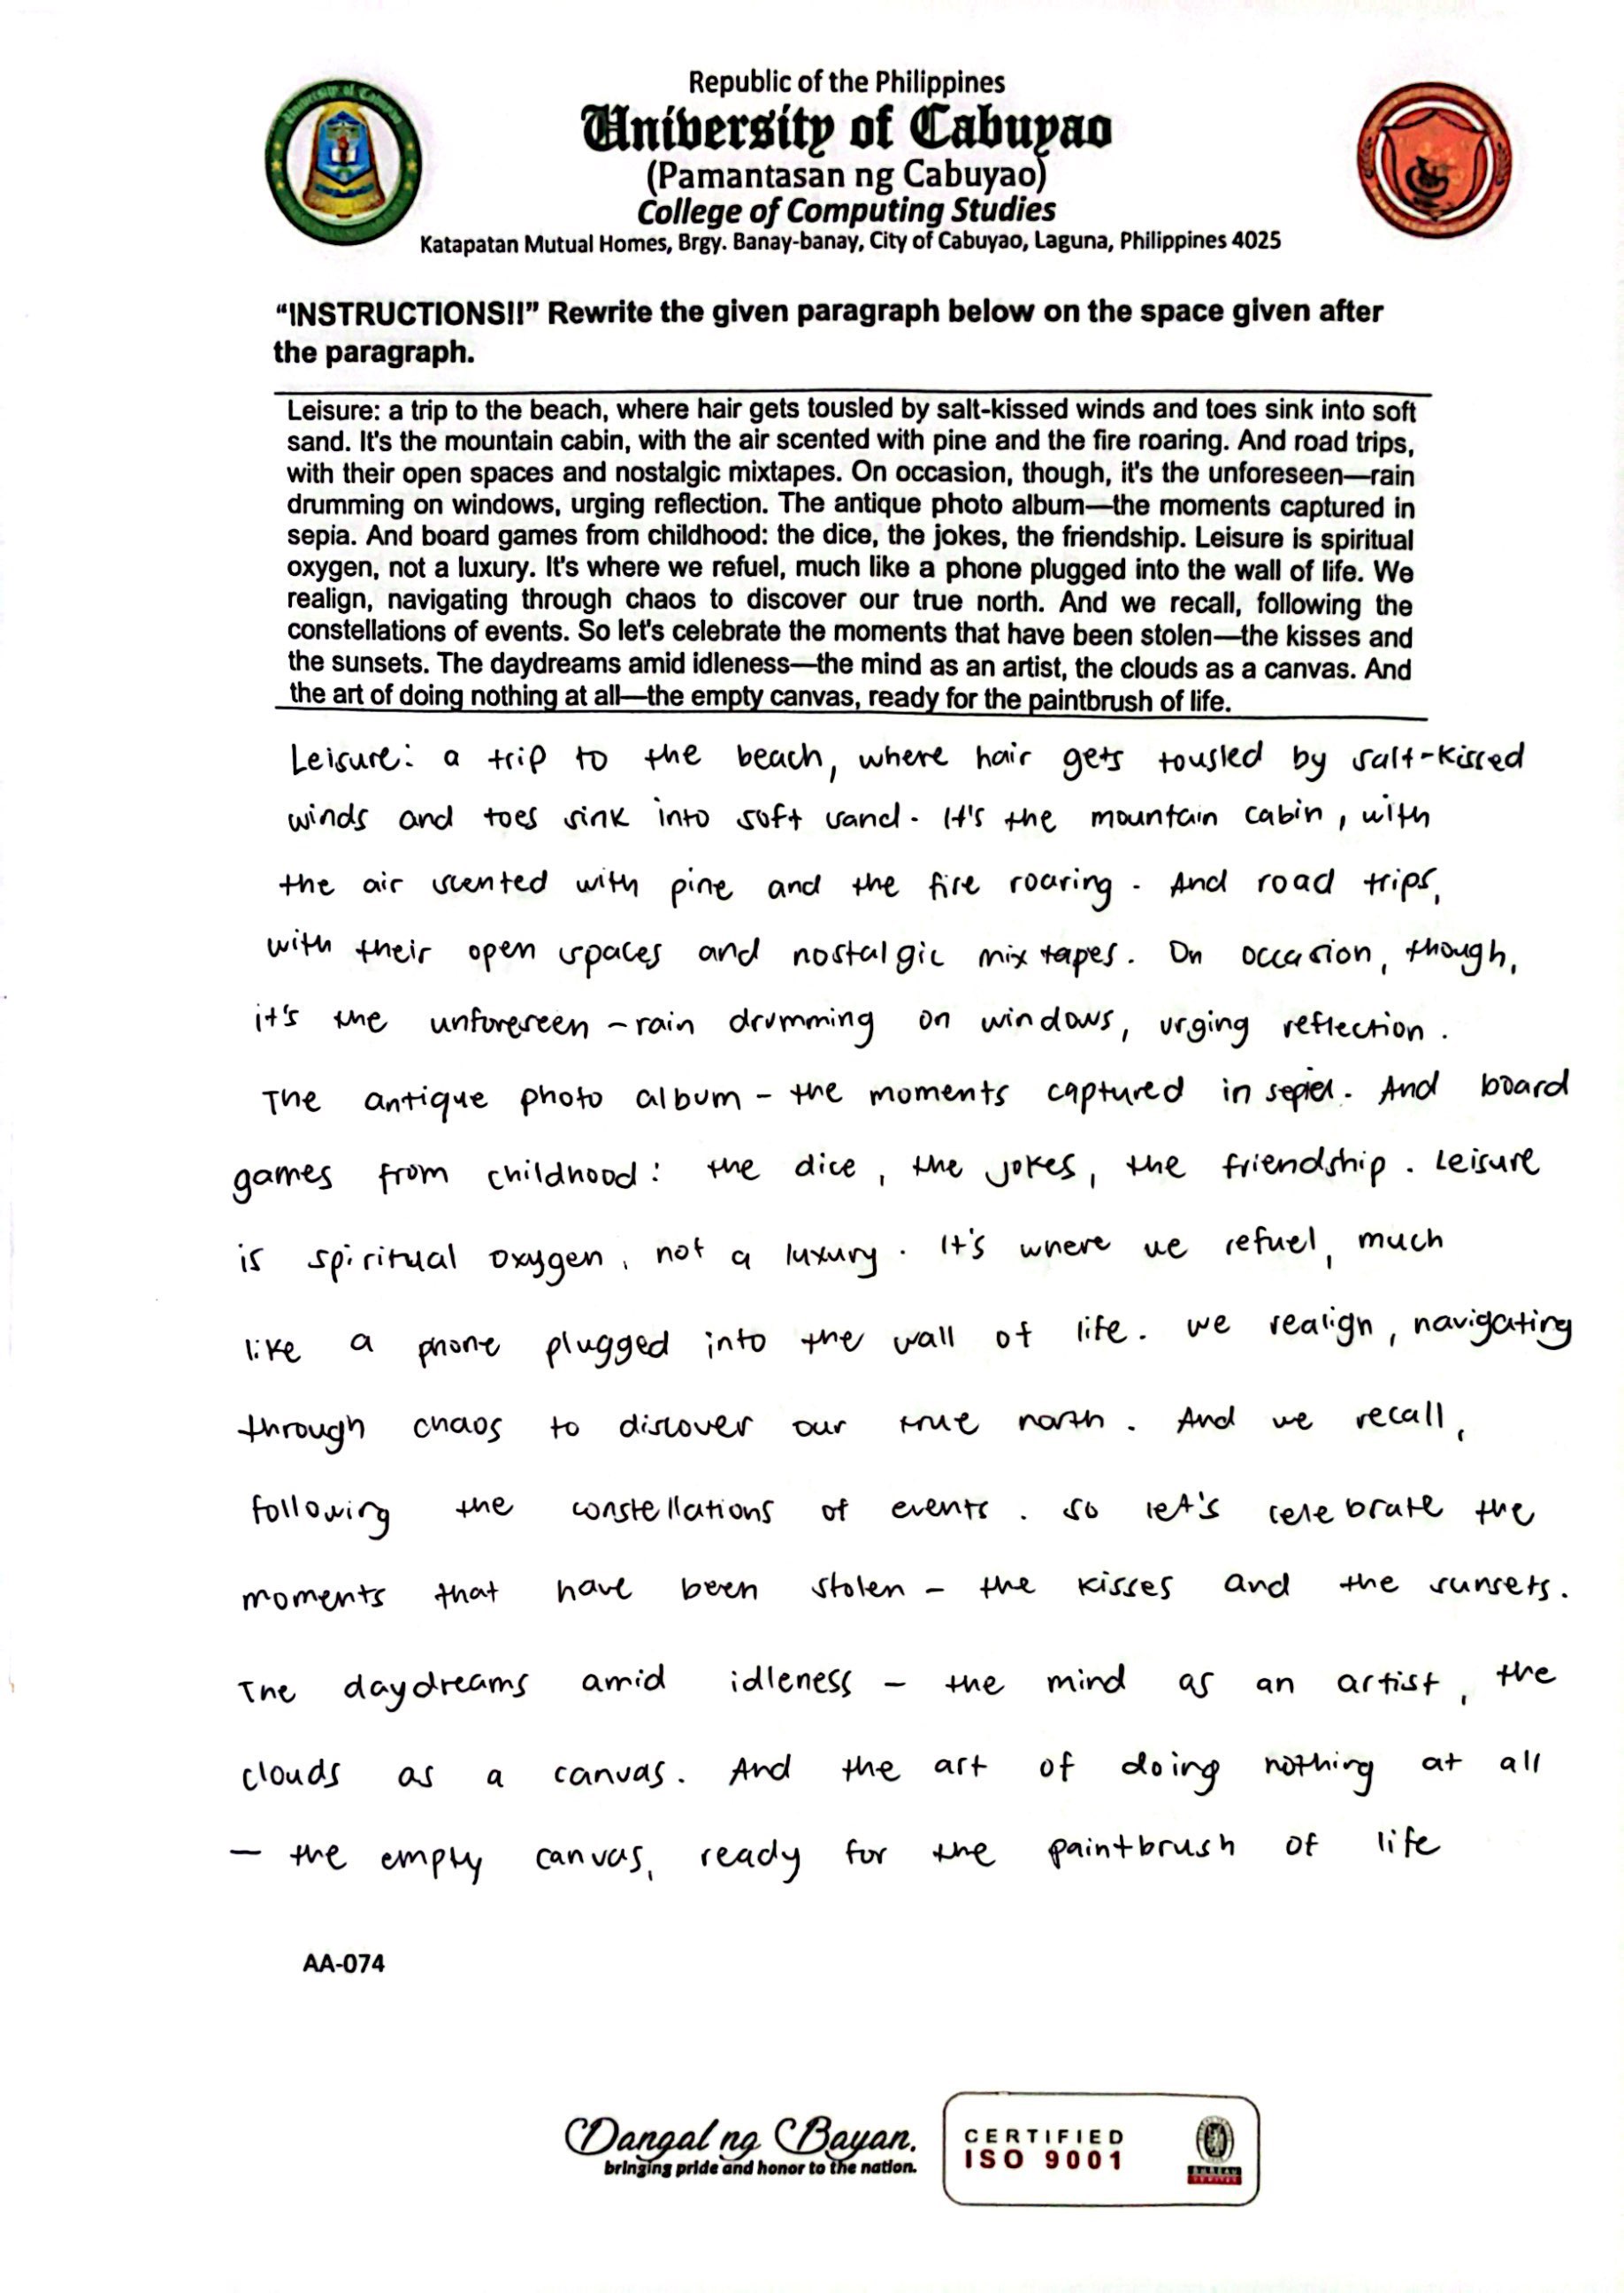 Republic of the Philippines
University of Cabuyao
(Pamantasan ng Cabuyao)
College of Computing Studies
Katapatan Mutual Homes, Brgy. Banay-banay, City of Cabuyao, Laguna, Philippines 4025
“INSTRUCTIONS!!” Rewrite the given paragraph below on the space given after
the paragraph.
Leisure: a trip to the beach, where hair gets tousled by salt-kissed winds and toes sink into soft
sand. It's the mountain cabin, with the air scented with pine and the fire roaring. And road trips,
with their open spaces and nostalgic mixtapes. On occasion, though, it's the unforeseen—rain
drumming on windows, urging reflection. The antique photo album—the moments captured in
sepia. And board games from childhood: the dice, the jokes, the friendship. Leisure is spiritual
oxygen, not a luxury. It's where we refuel, much like a phone plugged into the wall of life. We
realign, navigating through chaos to discover our true north. And we recall, following the
constellations of events. So let's celebrate the moments that have been stolen—the kisses and
the sunsets. The daydreams amid idleness—the mind as an artist, the clouds as a canvas. And
the art of doing nothing at all—the empty canvas, ready for the paintbrush of life.
Leisure: a trip to the beach, where hair gets tousled by salt-kissed
winds and toes sink into soft sand. It's the mountain cabin, with
the air scented with pine and the fire roaring. And road trips,
with their open spaces and nostalgic mixtapes. On occasion, though,
it's the unforeseen – rain drumming on windows, urging reflection.
The antique photo album – the moments captured in sepia. And board
games from childhood: the dice, the jokes, the friendship. Leisure
is spiritual oxygen, not a luxury. It's where we refuel, much
like a phone plugged into the wall of life. We realign, navigating
through chaos to discover our true north. And we recall,
following the constellations of events. So let's celebrate the
moments that have been stolen – the kisses and the sunsets.
The daydreams amid idleness – the mind as an artist, the
clouds as a canvas. And the art of doing nothing at all
– the empty canvas, ready for the paintbrush of life
AA-074
Dangal ng Bayan.
bringing pride and honor to the nation.
CERTIFIED
ISO 9001